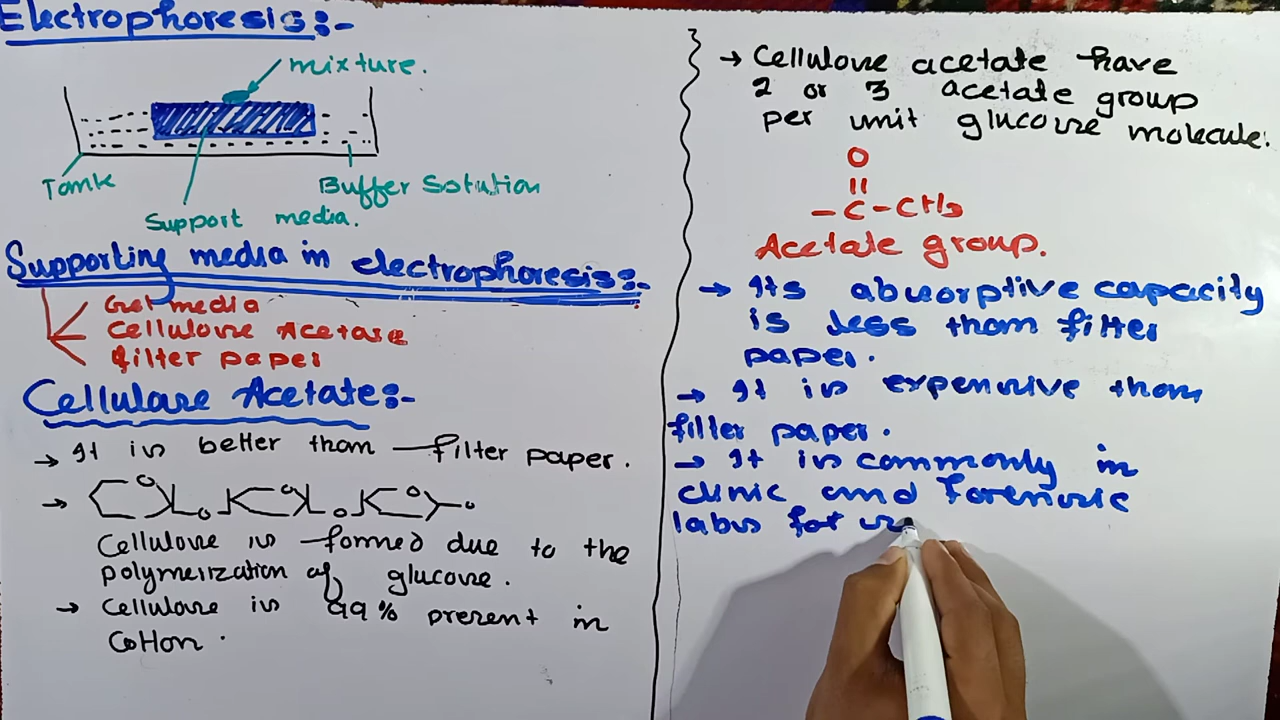 Electrophoresis:-
mixture.
Tank
Buffer Solution
Support media.
Supporting media in electrophoresis:-
Gel media
Cellulose Acetase
filter paper
Cellulose Acetates:-
→ It is better than filter paper.
→
Cellulose is formed due to the
polymerization of glucose.
→ Cellulose is 99% present in
Cotton.
→ Cellulose acetate have
2 or 3 acetate group
per unit glucose molecule.
O
-C-CH3
Acetate group.
→ Its absorptive capacity
is less than filter
paper.
→ It is expensive than
filter paper.
→ It is commonly in
clinic and Forensic
labs for